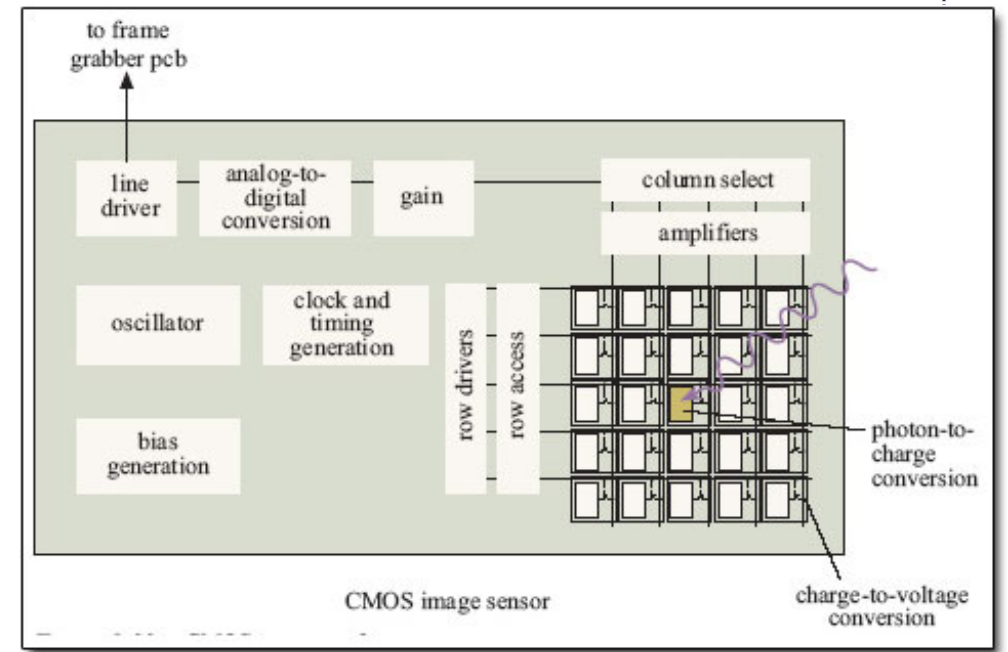 to frame
grabber pcb
line
driver
analog-to-
digital
conversion
gain
column select
amplifiers
oscillator
clock and
timing
generation
row drivers
row access
bias
generation
photon-to-
charge
conversion
charge-to-voltage
conversion
CMOS image sensor